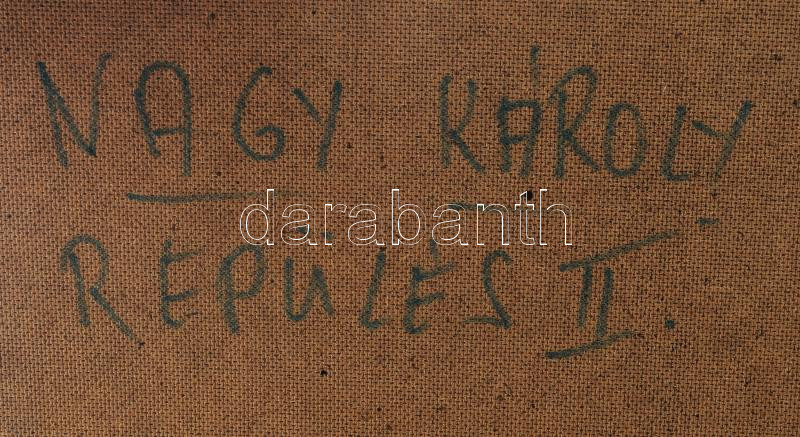 NAGY KÁROLY
darabanth
REPÜLÉS II.